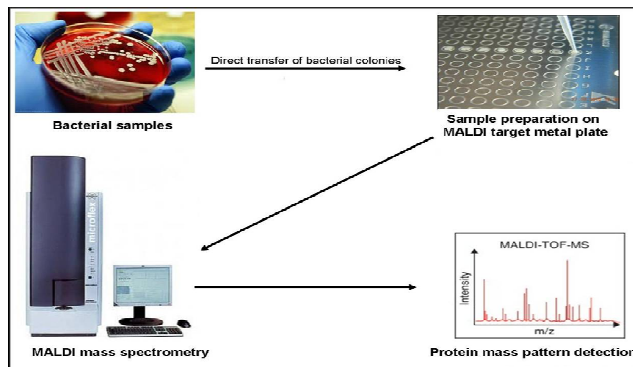 Direct transfer of bacterial colonies
Bacterial samples
Sample preparation on
MALDI target metal plate
microflex
MALDI-TOF-MS
Intensity
m/z
MALDI mass spectrometry
Protein mass pattern detection